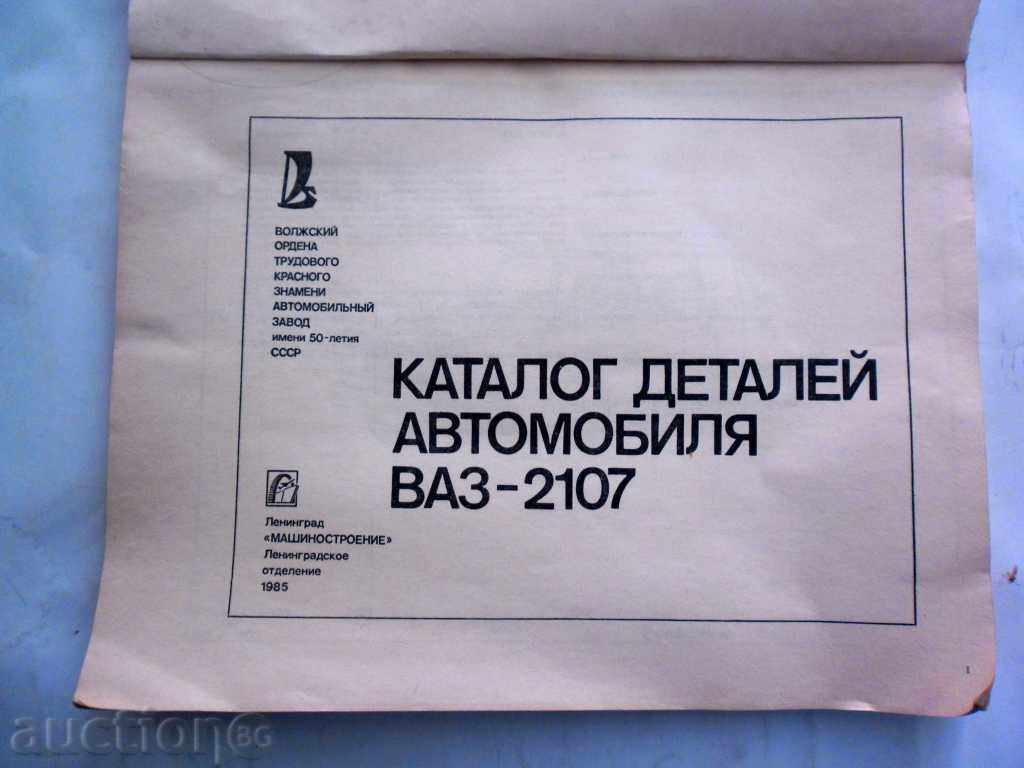 ВОЛЖСКИЙ
ОРДЕНА
ТРУДОВОГО
КРАСНОГО
ЗНАМЕНИ
АВТОМОБИЛЬНЫЙ
ЗАВОД
имени 50-летия
СССР
КАТАЛОГ ДЕТАЛЕЙ
АВТОМОБИЛЯ
ВАЗ-2107
Ленинград
«МАШИНОСТРОЕНИЕ»
Ленинградское
отделение
1985
1
auction BG